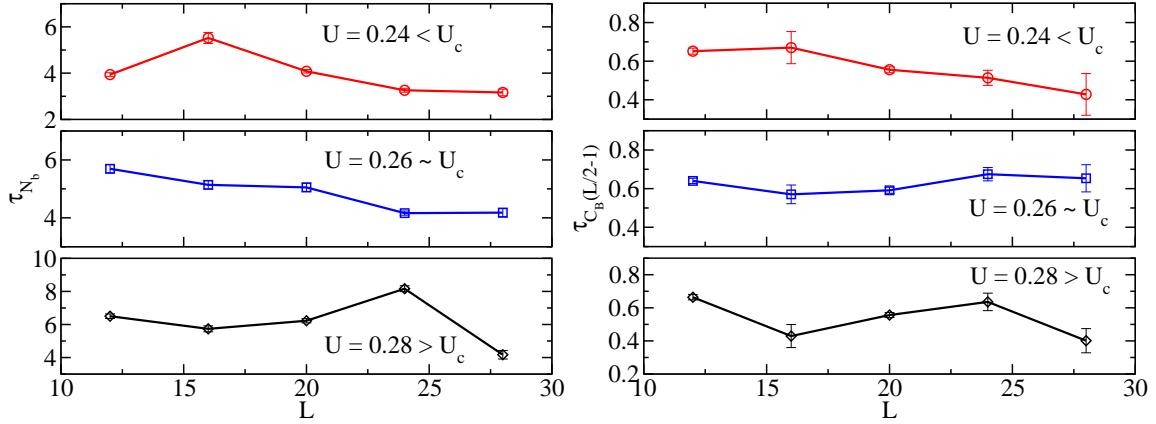 6
4
2
U = 0.24 < U_c
6
4
U = 0.26 ~ U_c
τ_{N_b}
10
8
6
4
U = 0.28 > U_c
10 15 20 25 30
L
0.8
0.6
0.4
U = 0.24 < U_c
0.8
0.6
0.4
U = 0.26 ~ U_c
τ_{C_B(L/2-1)}
0.8
0.6
0.4
0.2
U = 0.28 > U_c
10 15 20 25 30
L